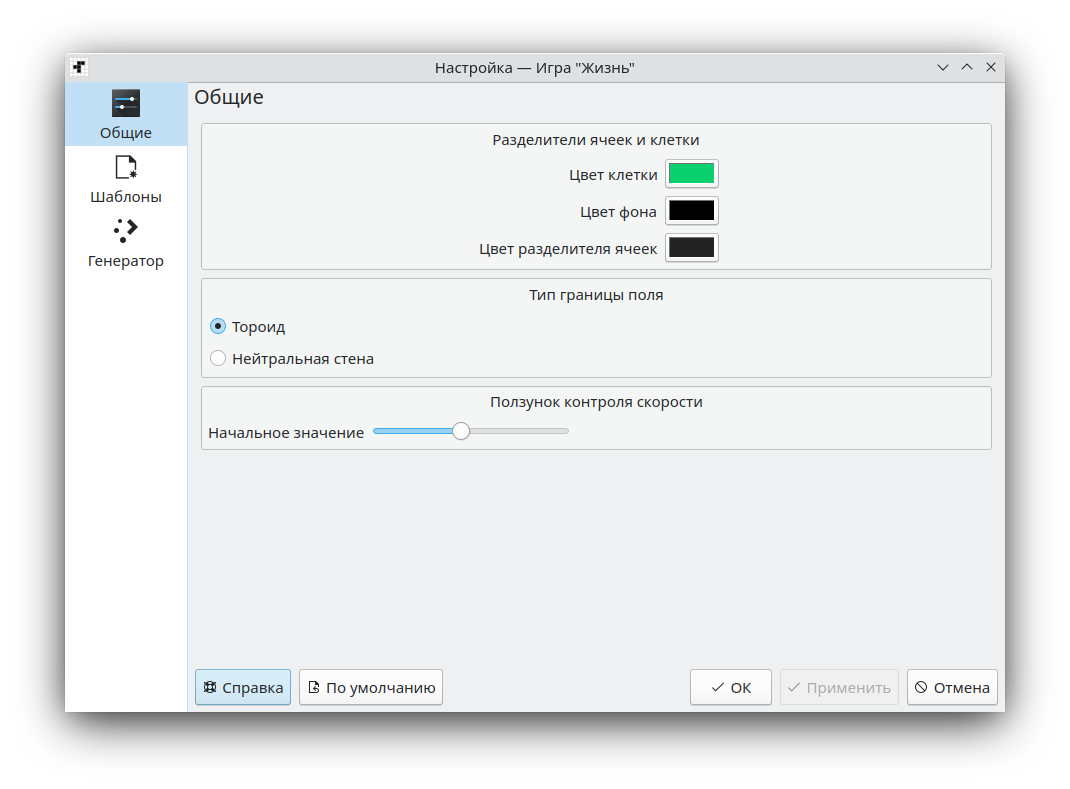 Настройка — Игра "Жизнь"
Общие
Шаблоны
Генератор
Общие
Разделители ячеек и клетки
Цвет клетки
Цвет фона
Цвет разделителя ячеек
Тип границы поля
Тороид
Нейтральная стена
Ползунок контроля скорости
Начальное значение
Справка
По умолчанию
ОК
Применить
Отмена